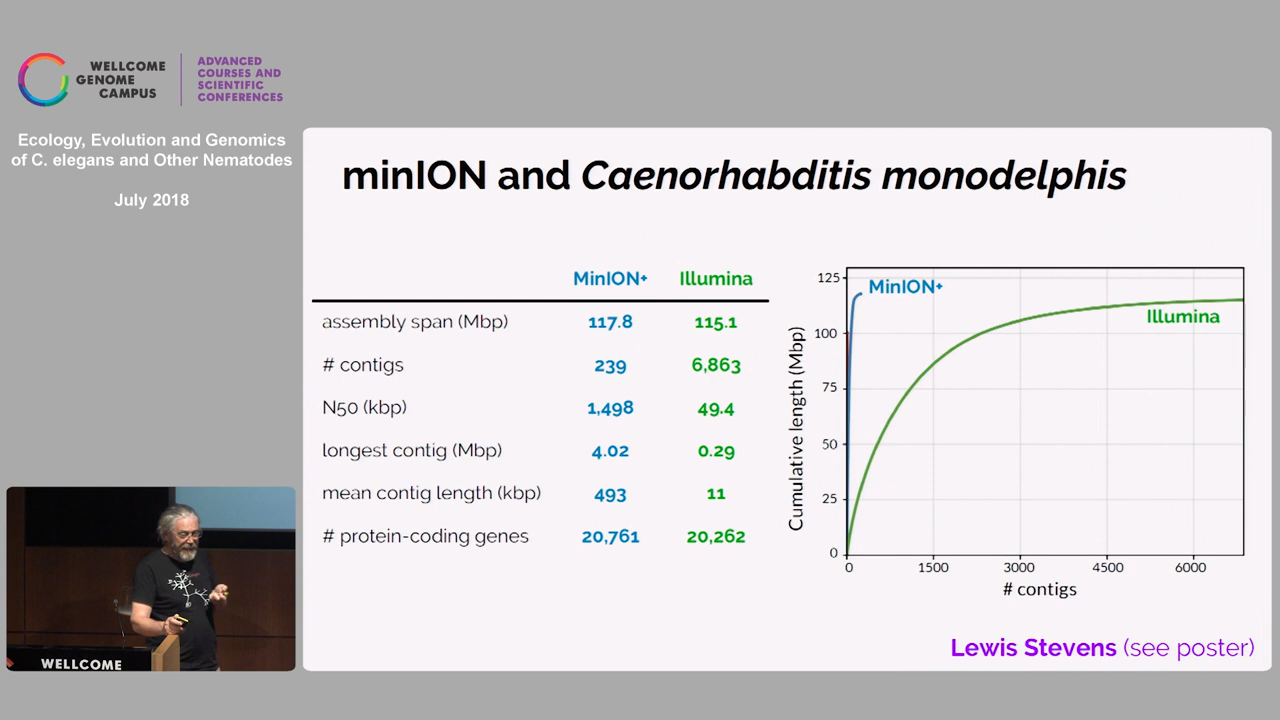 WELLCOME
GENOME
CAMPUS
ADVANCED
COURSES AND
SCIENTIFIC
CONFERENCES
Ecology, Evolution and Genomics
of C. elegans and Other Nematodes
July 2018
minION and Caenorhabditis monodelphis
MinION+ Illumina
assembly span (Mbp) 117.8 115.1
# contigs 239 6,863
N50 (kbp) 1,498 49.4
longest contig (Mbp) 4.02 0.29
mean contig length (kbp) 493 11
# protein-coding genes 20,761 20,262
Cumulative length (Mbp)
125
100
75
50
25
0
MinION+
Illumina
0 1500 3000 4500 6000
# contigs
Lewis Stevens (see poster)
WELLCOME